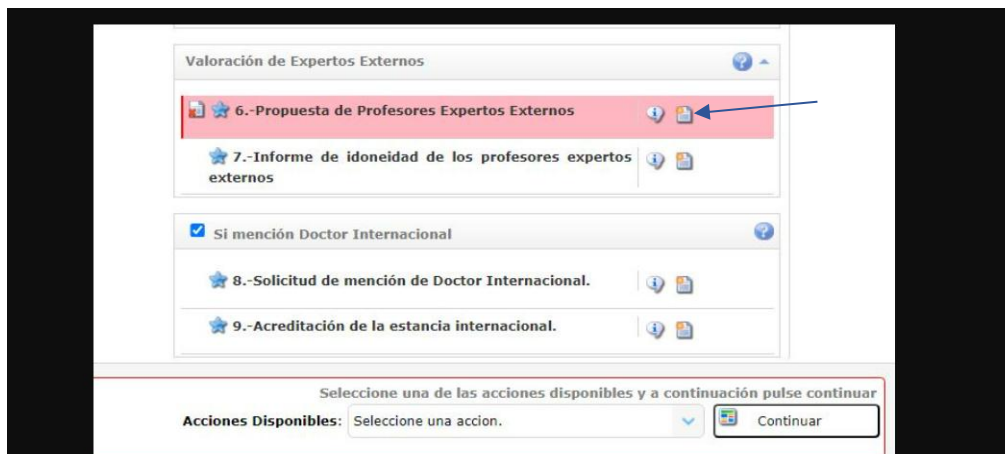 Valoración de Expertos Externos
6.-Propuesta de Profesores Expertos Externos
7.-Informe de idoneidad de los profesores expertos
externos
Si mención Doctor Internacional
8.-Solicitud de mención de Doctor Internacional.
9.-Acreditación de la estancia internacional.
Seleccione una de las acciones disponibles y a continuación pulse continuar
Acciones Disponibles: Seleccione una accion. Continuar